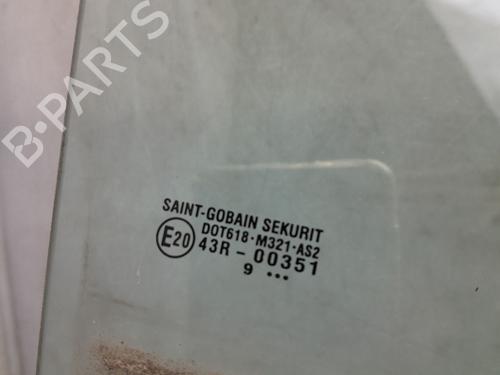 B-PARTS
SAINT-GOBAIN SEKURIT
DOT618·M321·AS2
E20 43R-00351
9 •••